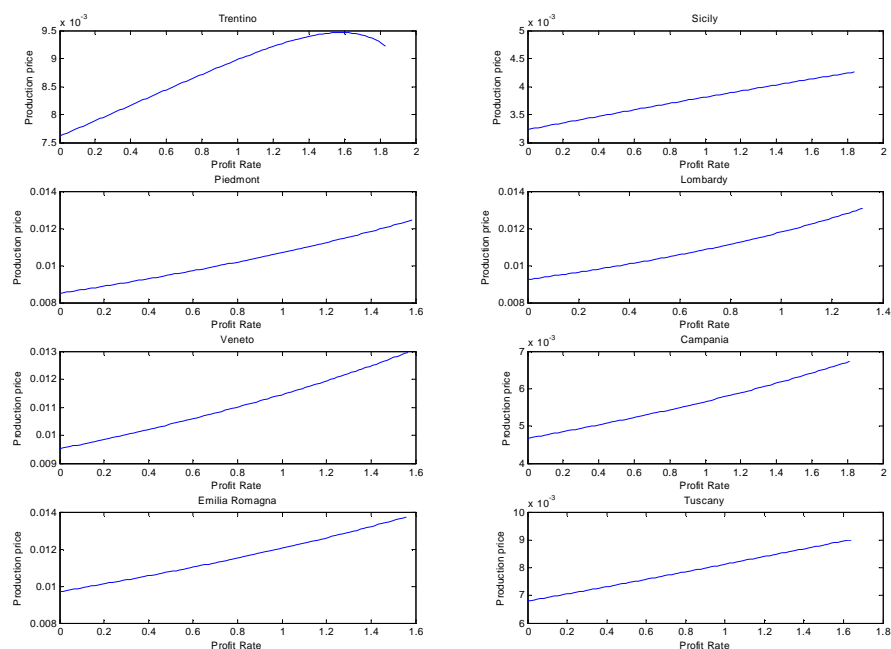 Trentino
x 10^-3
9.5
9
8.5
8
7.5
Production price
0 0.2 0.4 0.6 0.8 1 1.2 1.4 1.6 1.8 2
Profit Rate
Sicily
x 10^-3
5
4.5
4
3.5
3
Production price
0 0.2 0.4 0.6 0.8 1 1.2 1.4 1.6 1.8 2
Profit Rate
Piedmont
0.014
0.012
0.01
0.008
Production price
0 0.2 0.4 0.6 0.8 1 1.2 1.4 1.6
Profit Rate
Lombardy
0.014
0.012
0.01
0.008
Production price
0 0.2 0.4 0.6 0.8 1 1.2 1.4
Profit Rate
Veneto
0.013
0.012
0.011
0.01
0.009
Production price
0 0.2 0.4 0.6 0.8 1 1.2 1.4 1.6
Profit Rate
Campania
x 10^-3
7
6
5
4
Production price
0 0.2 0.4 0.6 0.8 1 1.2 1.4 1.6 1.8 2
Profit Rate
Emilia Romagna
0.014
0.012
0.01
0.008
Production price
0 0.2 0.4 0.6 0.8 1 1.2 1.4 1.6
Profit Rate
Tuscany
x 10^-3
10
9
8
7
6
Production price
0 0.2 0.4 0.6 0.8 1 1.2 1.4 1.6 1.8
Profit Rate